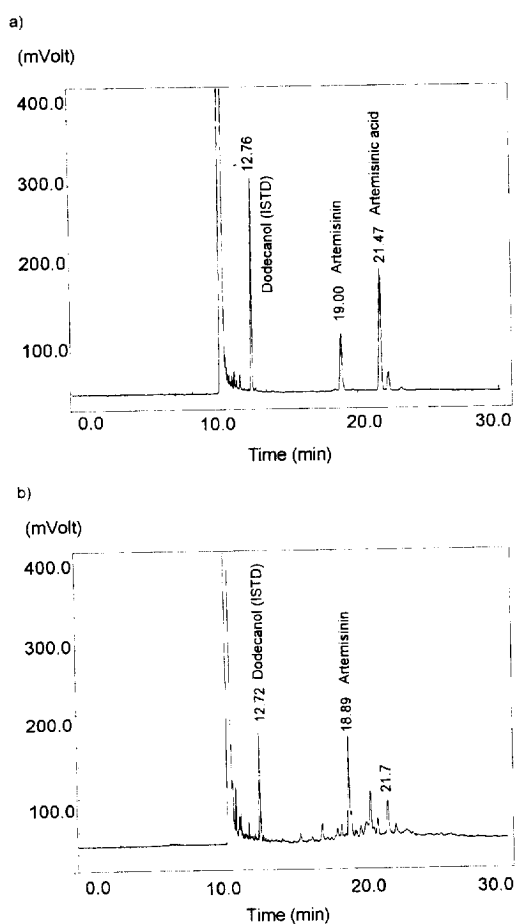 a)
(mVolt)
400.0
300.0
200.0
100.0
12.76
Dodecanol (ISTD)
19.00 Artemisinin
21.47 Artemisinic acid
0.0 10.0 20.0 30.0
Time (min)
b)
(mVolt)
400.0
300.0
200.0
100.0
12.72 Dodecanol (ISTD)
18.89 Artemisinin
21.7
0.0 10.0 20.0 30.0
Time (min)